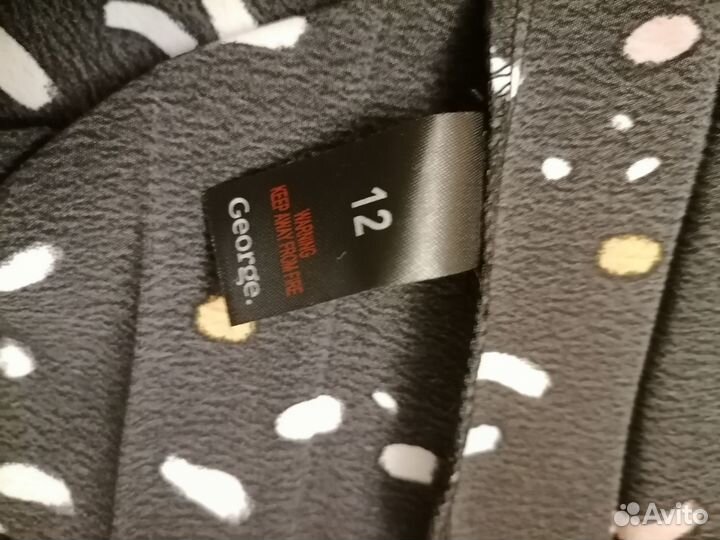 12
WARNING
KEEP AWAY FROM FIRE
George.
Avito